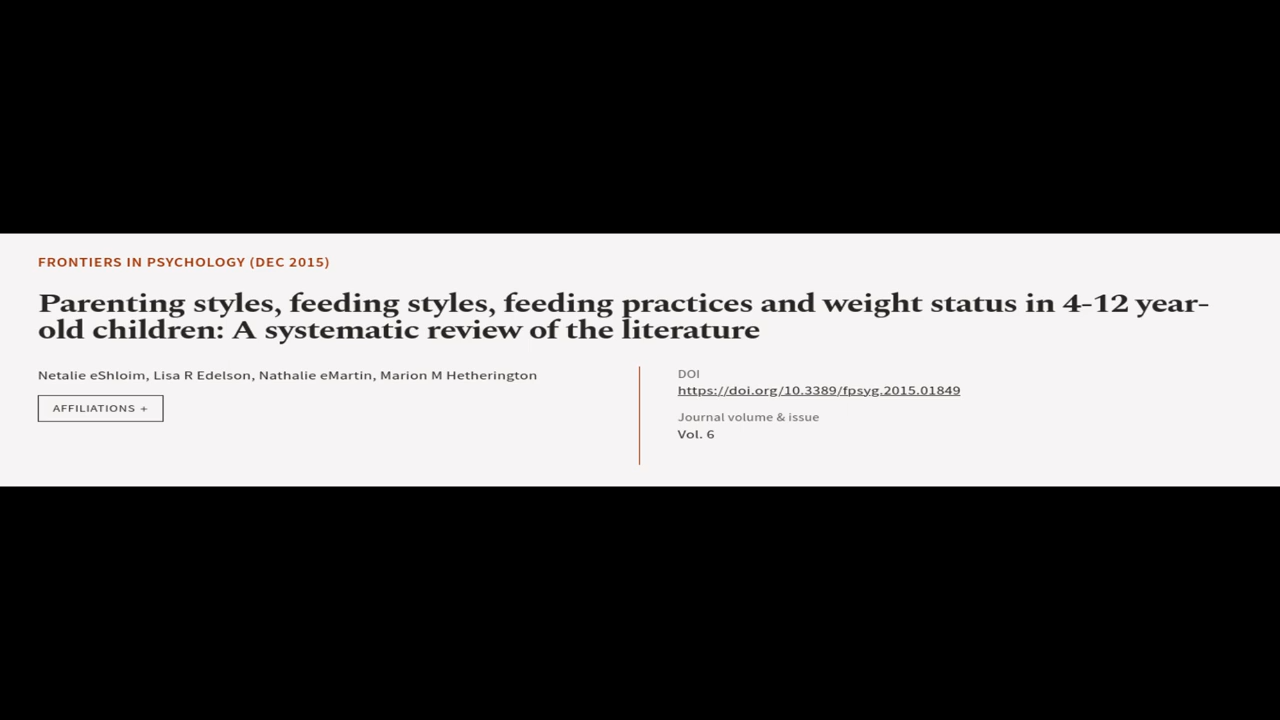 FRONTIERS IN PSYCHOLOGY (DEC 2015)
Parenting styles, feeding styles, feeding practices and weight status in 4-12 year-
old children: A systematic review of the literature
Netalie eShloim, Lisa R Edelson, Nathalie eMartin, Marion M Hetherington
AFFILIATIONS +
DOI
https://doi.org/10.3389/fpsyg.2015.01849
Journal volume & issue
Vol. 6